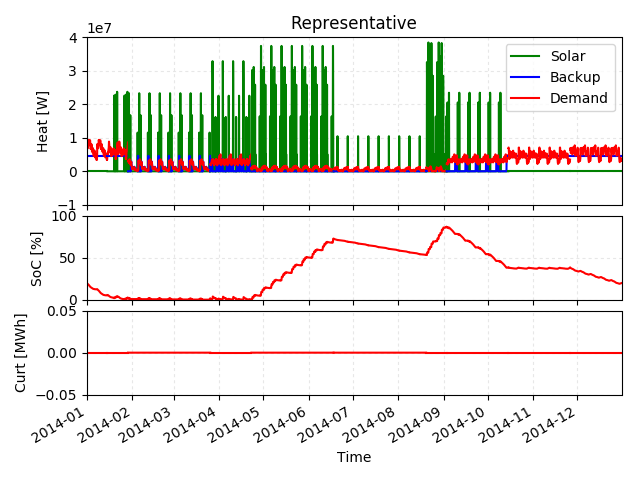 Representative
1e7
4
3
2
1
0
−1
Heat [W]
Solar
Backup
Demand
100
50
0
SoC [%]
0.05
0.00
−0.05
Curt [MWh]
2014-01
2014-02
2014-03
2014-04
2014-05
2014-06
2014-07
2014-08
2014-09
2014-10
2014-11
2014-12
Time